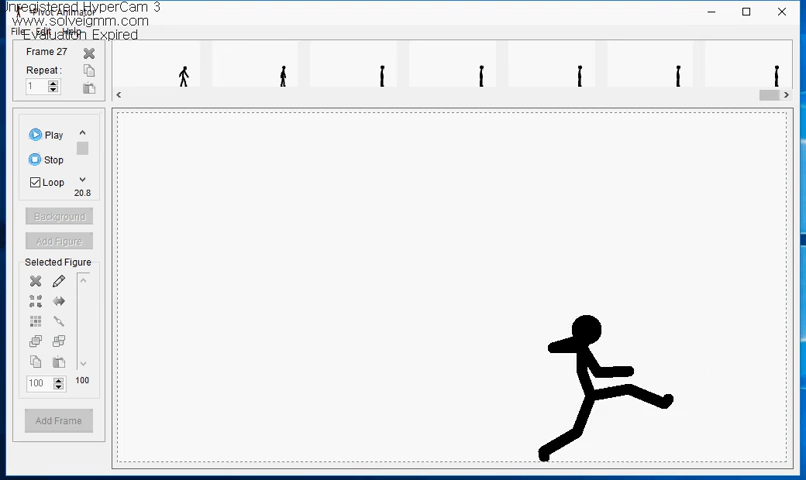 Unregistered HyperCam 3
Pivot Animator
www.solveigmm.com
File Edit Help
Evaluation Expired
Frame 27
Repeat :
1
Play
Stop
Loop
20.8
Background
Add Figure
Selected Figure
100
100
Add Frame